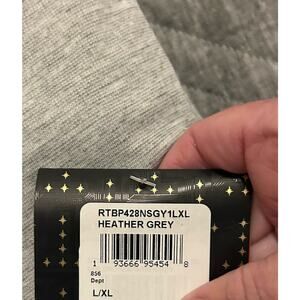 RTBP428NSGY1LXL
HEATHER GREY
1 93666 95454 8
856
Dept
L/XL